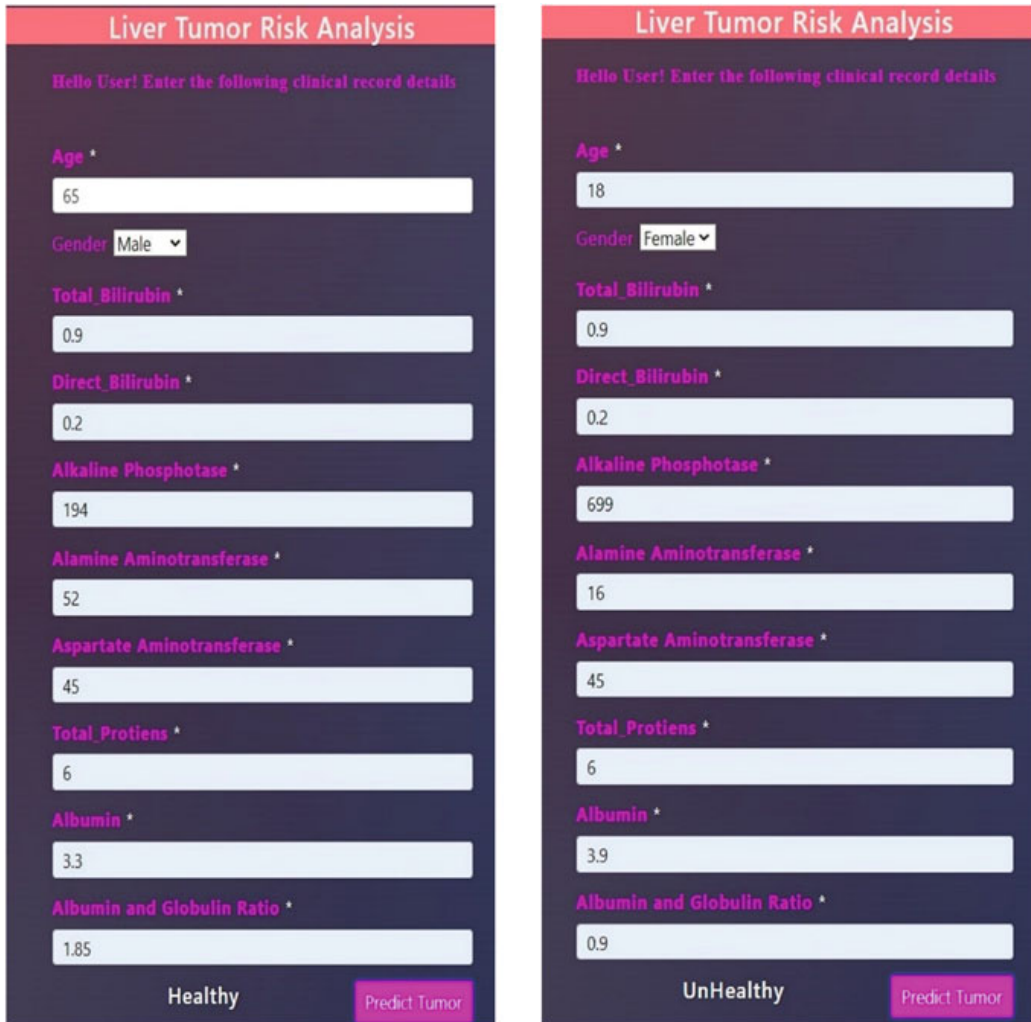 Liver Tumor Risk Analysis
Hello User! Enter the following clinical record details
Age *
65
Gender Male
Total_Bilirubin *
0.9
Direct_Bilirubin *
0.2
Alkaline Phosphotase *
194
Alamine Aminotransferase *
52
Aspartate Aminotransferase *
45
Total_Protiens *
6
Albumin *
3.3
Albumin and Globulin Ratio *
1.85
Healthy
Predict Tumor
Liver Tumor Risk Analysis
Hello User! Enter the following clinical record details
Age *
18
Gender Female
Total_Bilirubin *
0.9
Direct_Bilirubin *
0.2
Alkaline Phosphotase *
699
Alamine Aminotransferase *
16
Aspartate Aminotransferase *
45
Total_Protiens *
6
Albumin *
3.9
Albumin and Globulin Ratio *
0.9
UnHealthy
Predict Tumor